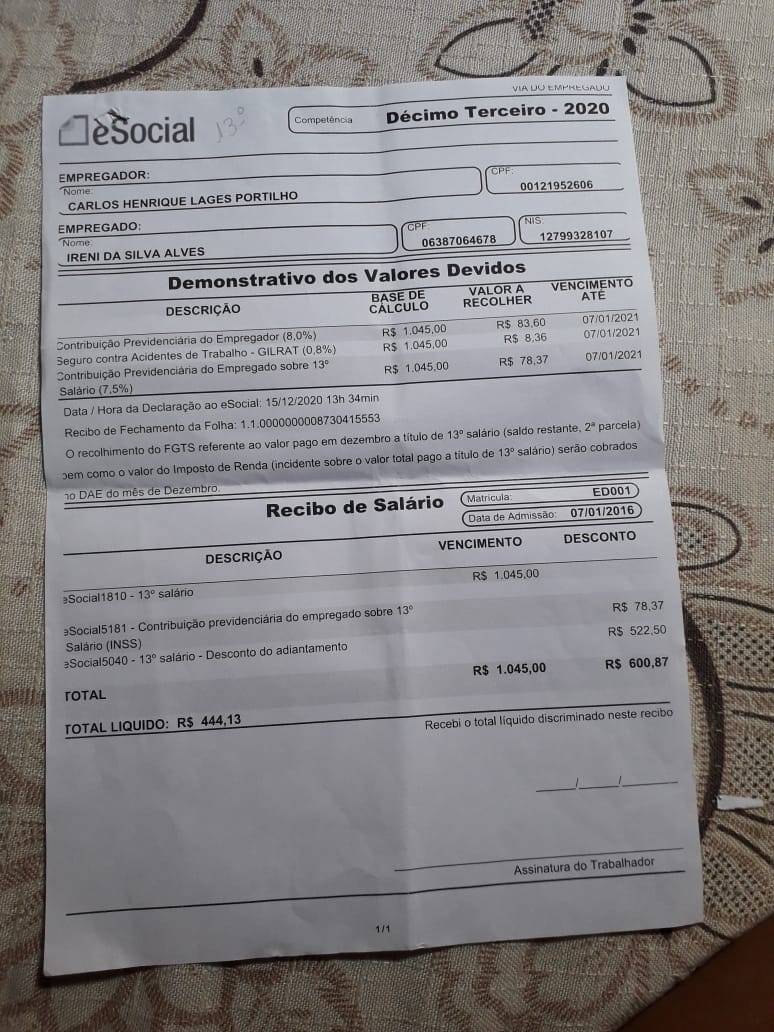 VIA DO EMPREGADO
eSocial 13º
Competência Décimo Terceiro - 2020
EMPREGADOR:
Nome: CPF:
CARLOS HENRIQUE LAGES PORTILHO 00121952606
EMPREGADO:
Nome: CPF: NIS:
IRENI DA SILVA ALVES 06387064678 12799328107
Demonstrativo dos Valores Devidos
DESCRIÇÃO BASE DE CÁLCULO VALOR A RECOLHER VENCIMENTO ATÉ
Contribuição Previdenciária do Empregador (8,0%) R$ 1.045,00 R$ 83,60 07/01/2021
Seguro contra Acidentes de Trabalho - GILRAT (0,8%) R$ 1.045,00 R$ 8,36 07/01/2021
Contribuição Previdenciária do Empregado sobre 13º R$ 1.045,00 R$ 78,37 07/01/2021
Salário (7,5%)
Data / Hora da Declaração ao eSocial: 15/12/2020 13h 34min
Recibo de Fechamento da Folha: 1.1.0000000008730415553
O recolhimento do FGTS referente ao valor pago em dezembro a título de 13º salário (saldo restante, 2ª parcela)
bem como o valor do Imposto de Renda (incidente sobre o valor total pago a título de 13º salário) serão cobrados
no DAE do mês de Dezembro.
Recibo de Salário
Matrícula: ED001
Data de Admissão: 07/01/2016
DESCRIÇÃO VENCIMENTO DESCONTO
eSocial1810 - 13º salário R$ 1.045,00
eSocial5181 - Contribuição previdenciária do empregado sobre 13º R$ 78,37
Salário (INSS)
eSocial5040 - 13º salário - Desconto do adiantamento R$ 522,50
TOTAL R$ 1.045,00 R$ 600,87
TOTAL LIQUIDO: R$ 444,13
Recebi o total líquido discriminado neste recibo
____/____/______
Assinatura do Trabalhador
1/1